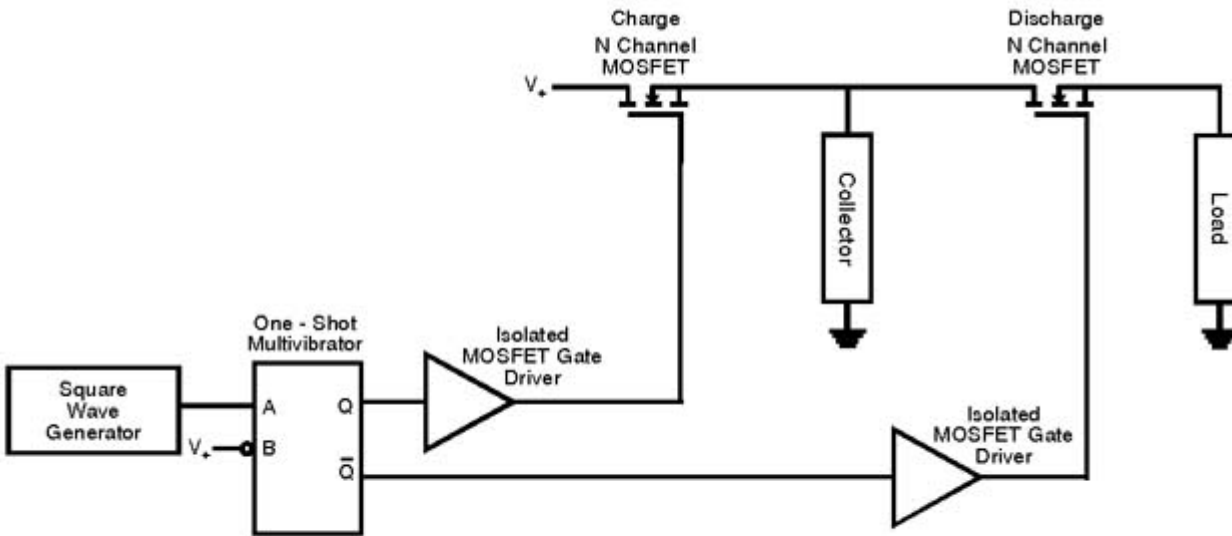 Charge
N Channel
MOSFET
Discharge
N Channel
MOSFET
V+
Collector
Load
One - Shot
Multivibrator
Isolated
MOSFET Gate
Driver
Square
Wave
Generator
A
Q
V+
B
Q̅
Isolated
MOSFET Gate
Driver